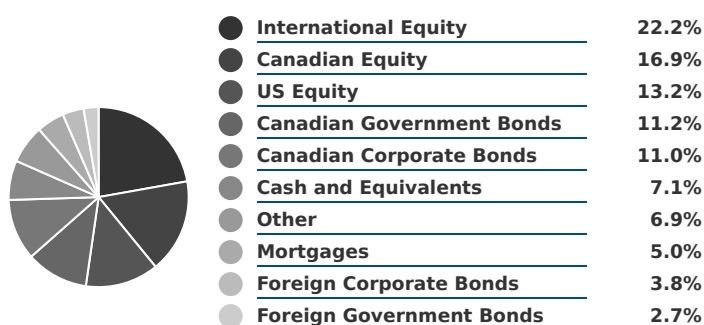 International Equity 22.2%
Canadian Equity 16.9%
US Equity 13.2%
Canadian Government Bonds 11.2%
Canadian Corporate Bonds 11.0%
Cash and Equivalents 7.1%
Other 6.9%
Mortgages 5.0%
Foreign Corporate Bonds 3.8%
Foreign Government Bonds 2.7%